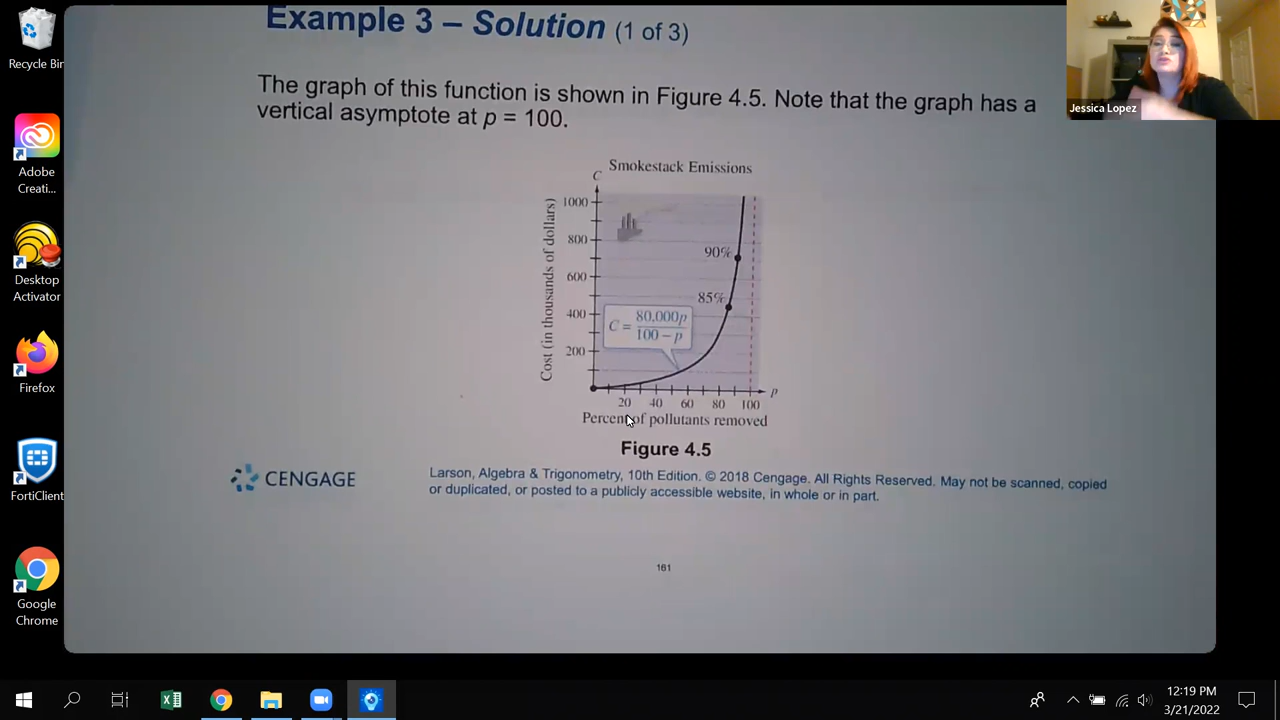 Recycle Bin
Adobe
Creati...
Desktop
Activator
Firefox
FortiClient
Google
Chrome
Example 3 – Solution (1 of 3)
The graph of this function is shown in Figure 4.5. Note that the graph has a
vertical asymptote at p = 100.
Smokestack Emissions
C
Cost (in thousands of dollars)
1000
800
600
400
200
90%
85%
C = 80,000p / 100 − p
20 40 60 80 100 p
Percent of pollutants removed
Figure 4.5
CENGAGE
Larson, Algebra & Trigonometry, 10th Edition. © 2018 Cengage. All Rights Reserved. May not be scanned, copied
or duplicated, or posted to a publicly accessible website, in whole or in part.
161
Jessica Lopez
12:19 PM
3/21/2022